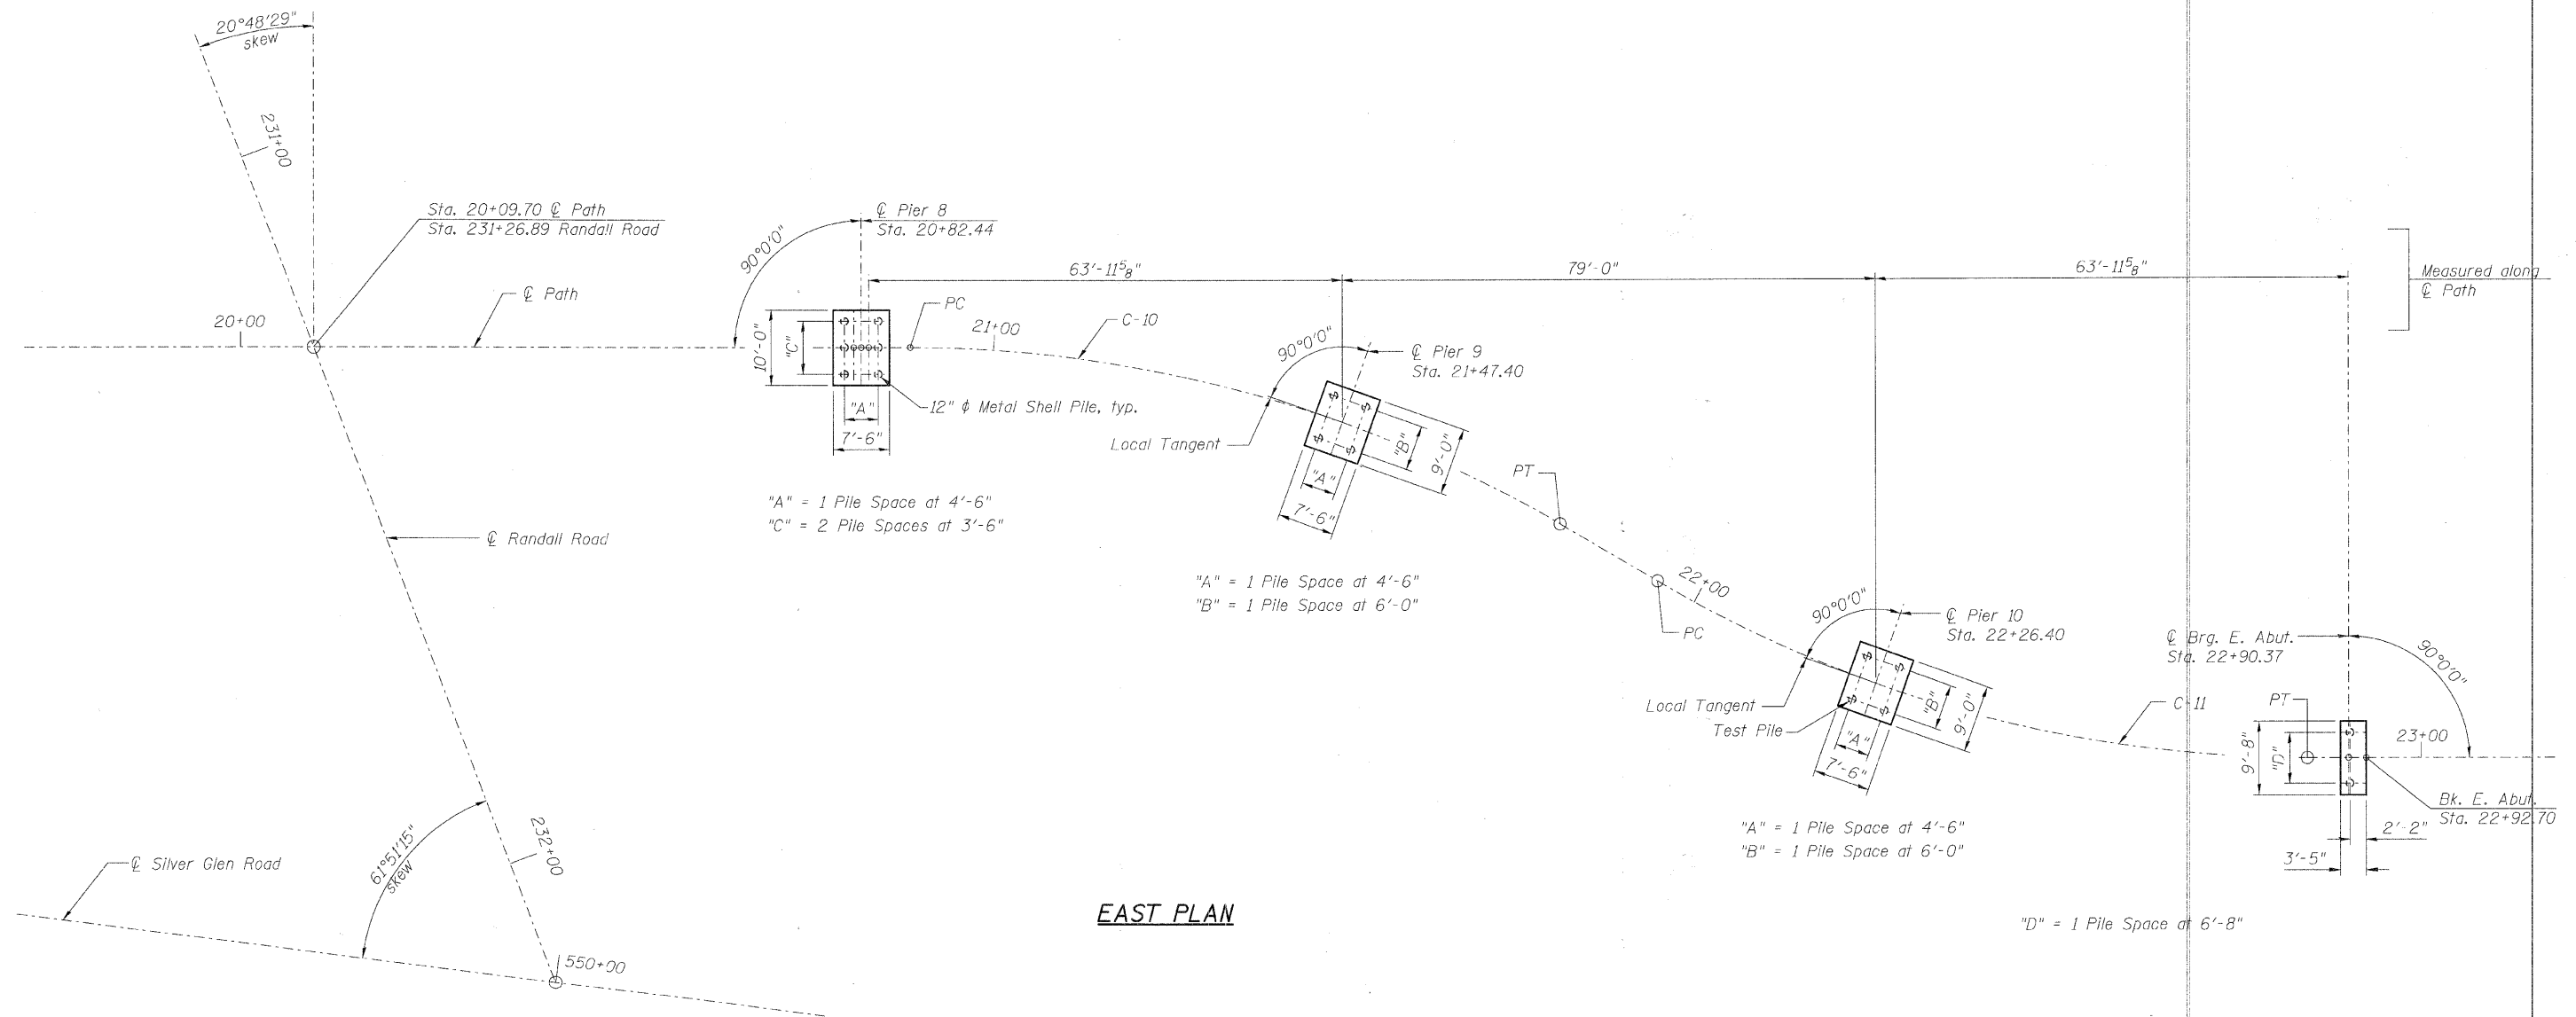 20°48'29"
skew
231+00
Sta. 20+09.70 ℄ Path
Sta. 231+26.89 Randall Road
℄ Path
20+00
90°0'0"
℄ Pier 8
Sta. 20+82.44
63'-11 5/8"
79'-0"
63'-11 5/8"
Measured along
℄ Path
PC
21+00
C-10
10'-0"
"C"
"A"
7'-6"
12" ϕ Metal Shell Pile, typ.
"A" = 1 Pile Space at 4'-6"
"C" = 2 Pile Spaces at 3'-6"
90°0'0"
℄ Pier 9
Sta. 21+47.40
Local Tangent
"B"
9'-0"
"A"
7'-6"
"A" = 1 Pile Space at 4'-6"
"B" = 1 Pile Space at 6'-0"
PT
PC
22+00
℄ Randall Road
90°0'0"
℄ Pier 10
Sta. 22+26.40
Local Tangent
Test Pile
"B"
9'-0"
"A"
7'-6"
"A" = 1 Pile Space at 4'-6"
"B" = 1 Pile Space at 6'-0"
℄ Brg. E. Abut.
Sta. 22+90.37
90°0'0"
C-11
PT
23+00
9'-8"
"D"
Bk. E. Abut.
Sta. 22+92.70
2'-2"
3'-5"
"D" = 1 Pile Space at 6'-8"
232+00
61°51'15"
skew
℄ Silver Glen Road
550+00
EAST PLAN